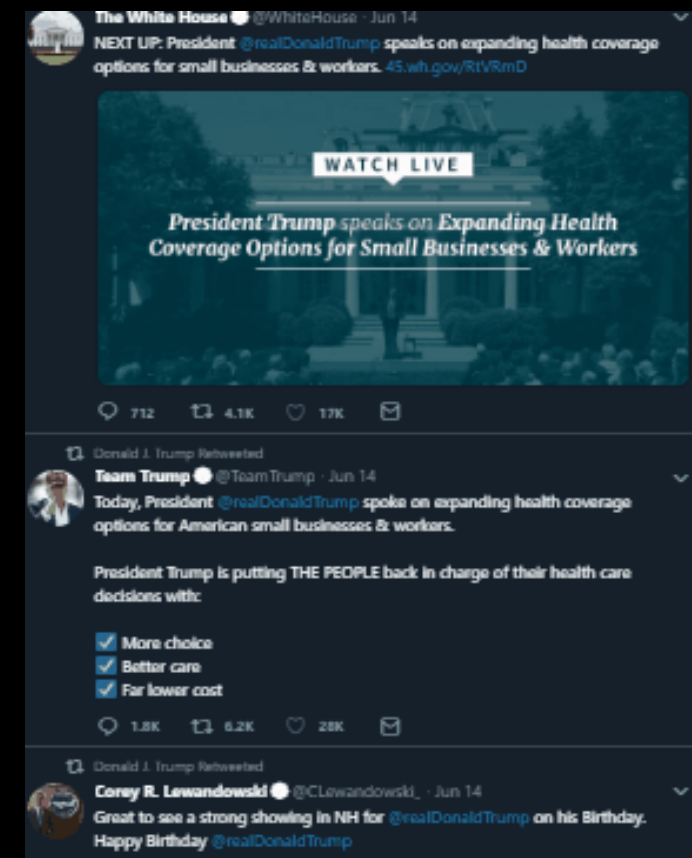 The White House @WhiteHouse · Jun 14
NEXT UP: President @realDonaldTrump speaks on expanding health coverage
options for small businesses & workers. 45.wh.gov/RtVRmD
WATCH LIVE
President Trump speaks on Expanding Health
Coverage Options for Small Businesses & Workers
712 4.1K 17K
Donald J. Trump Retweeted
Team Trump @TeamTrump · Jun 14
Today, President @realDonaldTrump spoke on expanding health coverage
options for American small businesses & workers.
President Trump is putting THE PEOPLE back in charge of their health care
decisions with:
More choice
Better care
Far lower cost
1.8K 6.2K 28K
Donald J. Trump Retweeted
Corey R. Lewandowski @CLewandowski_ · Jun 14
Great to see a strong showing in NH for @realDonaldTrump on his Birthday.
Happy Birthday @realDonaldTrump